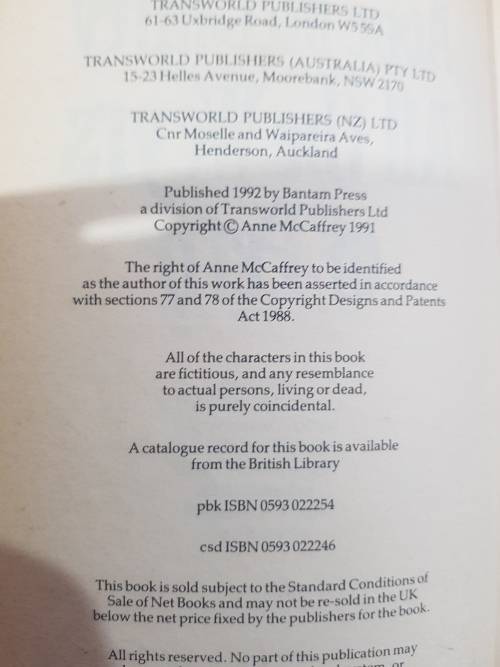 TRANSWORLD PUBLISHERS LTD
61-63 Uxbridge Road, London W5 5SA
TRANSWORLD PUBLISHERS (AUSTRALIA) PTY LTD
15-23 Helles Avenue, Moorebank, NSW 2170
TRANSWORLD PUBLISHERS (NZ) LTD
Cnr Moselle and Waipareira Aves,
Henderson, Auckland
Published 1992 by Bantam Press
a division of Transworld Publishers Ltd
Copyright © Anne McCaffrey 1991
The right of Anne McCaffrey to be identified
as the author of this work has been asserted in accordance
with sections 77 and 78 of the Copyright Designs and Patents
Act 1988.
All of the characters in this book
are fictitious, and any resemblance
to actual persons, living or dead,
is purely coincidental.
A catalogue record for this book is available
from the British Library
pbk ISBN 0593 022254
csd ISBN 0593 022246
This book is sold subject to the Standard Conditions of
Sale of Net Books and may not be re-sold in the UK
below the net price fixed by the publishers for the book.
All rights reserved. No part of this publication may
or